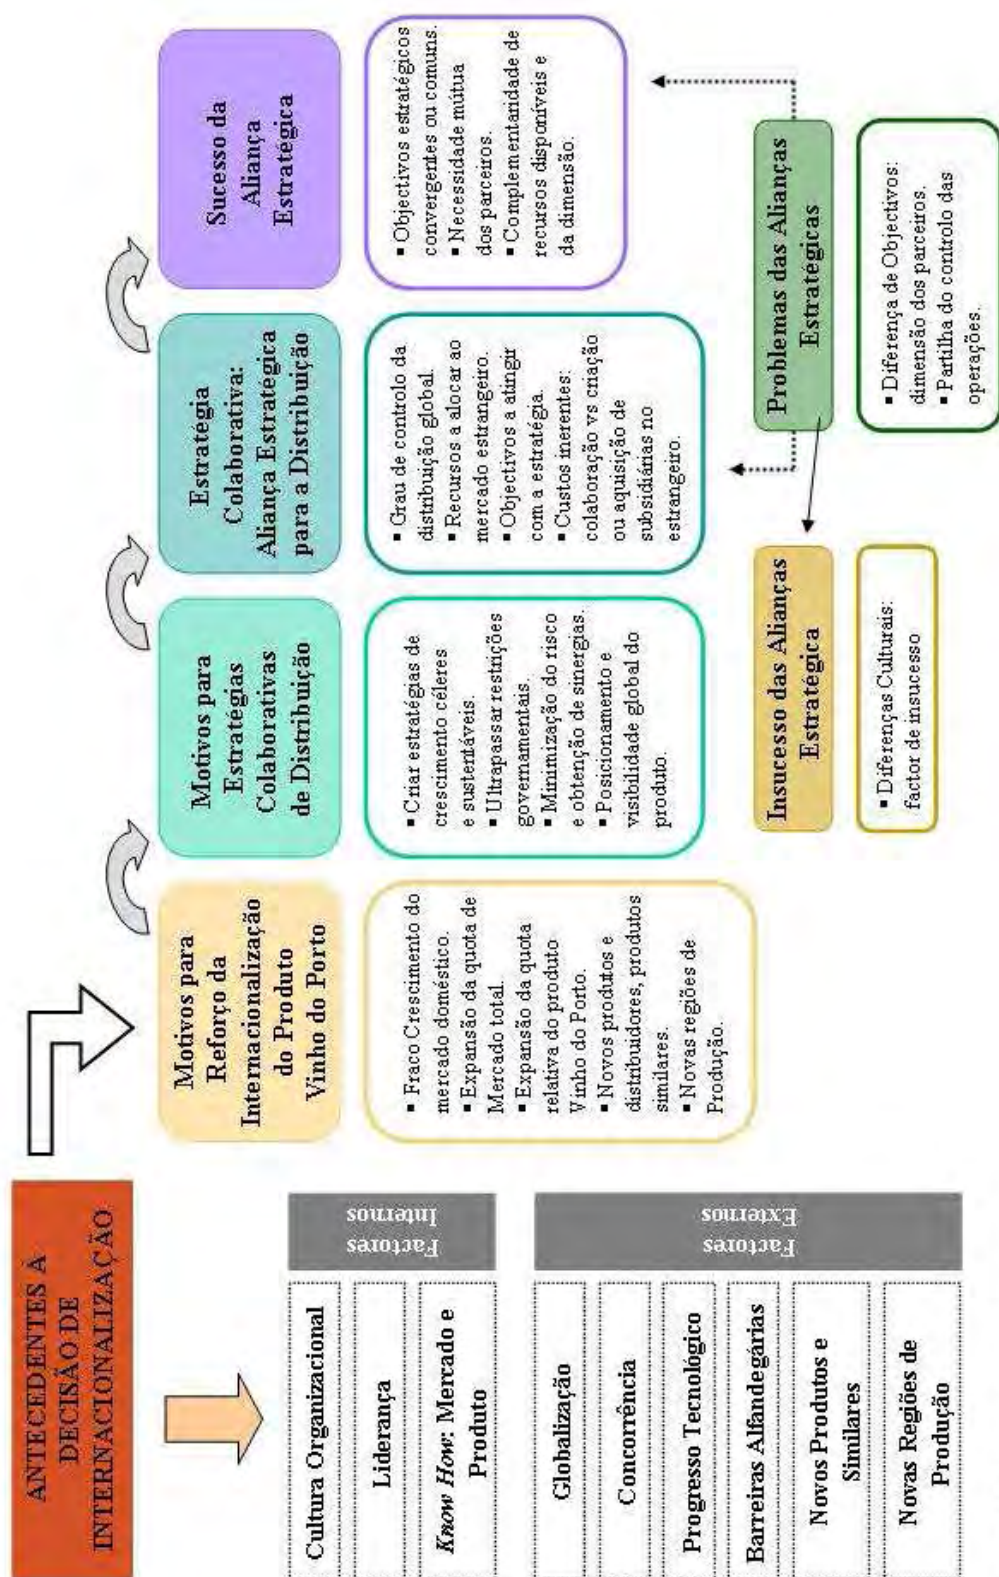 ANTECEDENTES À
DECISÃO DE
INTERNACIONALIZAÇÃO
Cultura Organizacional
Liderança
Know How: Mercado e
Produto
Factores
Internos
Globalização
Concorrência
Progresso Tecnológico
Barreiras Alfandegárias
Novos Produtos e
Similares
Novas Regiões de
Produção
Factores
Externos
Motivos para
Reforço da
Internacionalização
do Produto
Vinho do Porto
▪ Fraco Crescimento do
mercado doméstico.
▪ Expansão da quota de
Mercado total.
▪ Expansão da quota
relativa do produto
Vinho do Porto.
▪ Novos produtos e
distribuidores, produtos
similares.
▪ Novas regiões de
Produção.
Motivos para
Estratégias
Colaborativas
de Distribuição
▪ Criar estratégias de
crescimento céleres
e sustentáveis.
▪ Ultrapassar restrições
governamentais.
▪ Minimização do risco
e obtenção de sinergias.
▪ Posicionamento e
visibilidade global do
produto.
Estratégia
Colaborativa:
Aliança Estratégica
para a Distribuição
▪ Grau de controlo da
distribuição global.
▪ Recursos a alocar ao
mercado estrangeiro.
▪ Objectivos a atingir
com a estratégia.
▪ Custos inerentes:
colaboração vs criação
ou aquisição de
subsidiárias no
estrangeiro.
Sucesso da
Aliança
Estratégica
▪ Objectivos estratégicos
convergentes ou comuns.
▪ Necessidade mútua
dos parceiros.
▪ Complementaridade de
recursos disponíveis e
da dimensão.
Insucesso das Alianças
Estratégica
▪ Diferenças Culturais:
factor de insucesso
Problemas das Alianças
Estratégicas
▪ Diferença de Objectivos:
dimensão dos parceiros.
▪ Partilha do controlo das
operações.